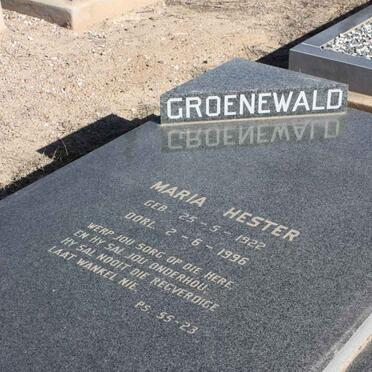 GROENEWALD
MARIA HESTER
GEB. 25-5-1922
DORL. 2-6-1996
WERP JOU SORG OP DIE HERE
EN HY SAL JOU ONDERHOU:
HY SAL NOOIT DIE REGVERDIGE
LAAT WANKEL NIE.
PS. 55-23